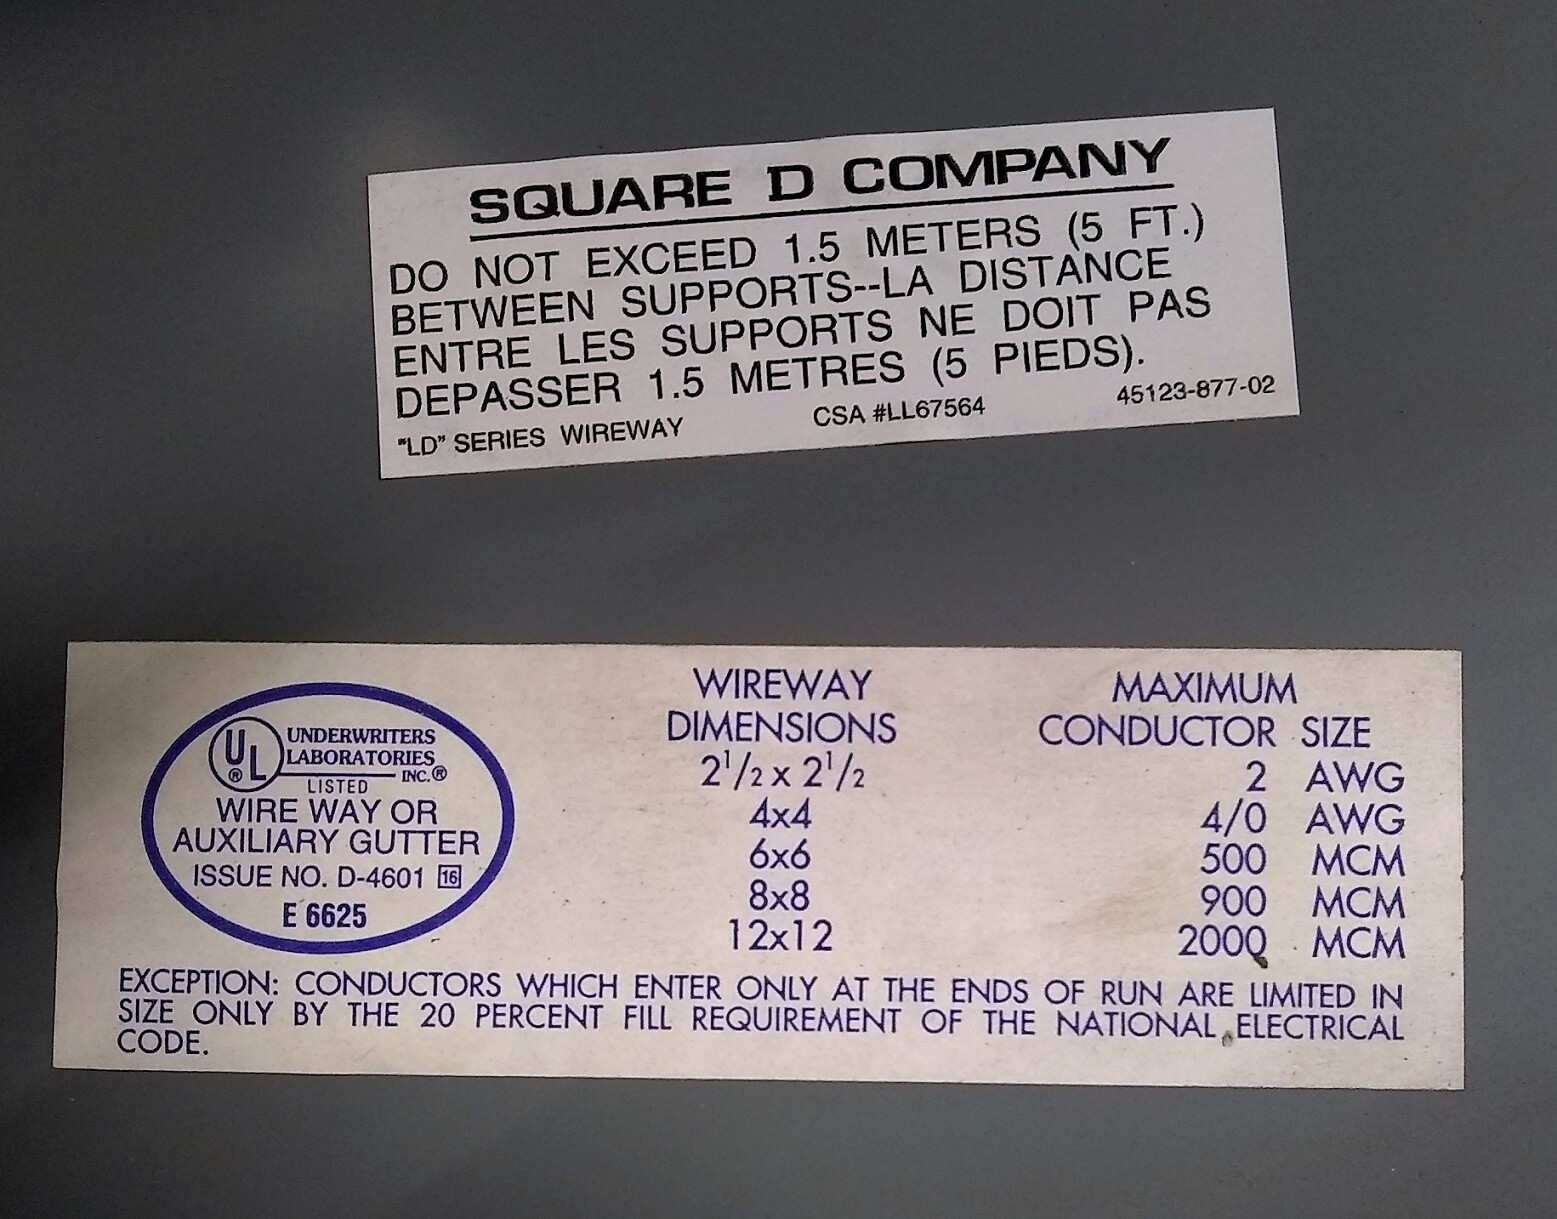 SQUARE D COMPANY
DO NOT EXCEED 1.5 METERS (5 FT.)
BETWEEN SUPPORTS--LA DISTANCE
ENTRE LES SUPPORTS NE DOIT PAS
DEPASSER 1.5 METRES (5 PIEDS).
"LD" SERIES WIREWAY CSA #LL67564 45123-877-02
UL ® UNDERWRITERS
LABORATORIES
INC.®
LISTED
WIRE WAY OR
AUXILIARY GUTTER
ISSUE NO. D-4601 16
E 6625
WIREWAY MAXIMUM
DIMENSIONS CONDUCTOR SIZE
2 1/2 x 2 1/2 2 AWG
4x4 4/0 AWG
6x6 500 MCM
8x8 900 MCM
12x12 2000 MCM
EXCEPTION: CONDUCTORS WHICH ENTER ONLY AT THE ENDS OF RUN ARE LIMITED IN
SIZE ONLY BY THE 20 PERCENT FILL REQUIREMENT OF THE NATIONAL ELECTRICAL
CODE.